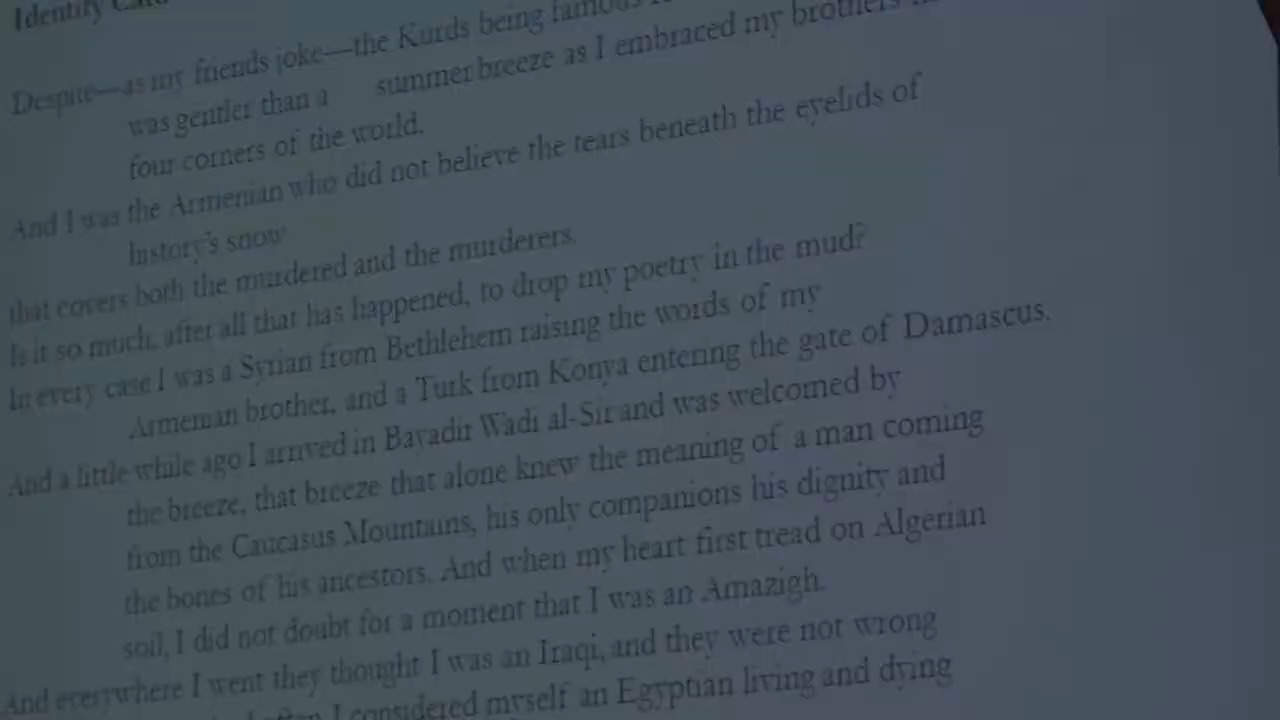 Identity Card
Despite—as my friends joke—the Kurds being famous
was gentler than a summer breeze as I embraced my brothers
four corners of the world.
And I was the Armenian who did not believe the tears beneath the eyelids of
history's snow
that covers both the murdered and the murderers.
Is it so much, after all that has happened, to drop my poetry in the mud?
In every case I was a Syrian from Bethlehem raising the words of my
Armenian brother, and a Turk from Konya entering the gate of Damascus.
And a little while ago I arrived in Bayadir Wadi al-Sir and was welcomed by
the breeze, that breeze that alone knew the meaning of a man coming
from the Caucasus Mountains, his only companions his dignity and
the bones of his ancestors. And when my heart first tread on Algerian
soil, I did not doubt for a moment that I was an Amazigh.
And everywhere I went they thought I was an Iraqi, and they were not wrong
I considered myself an Egyptian living and dying